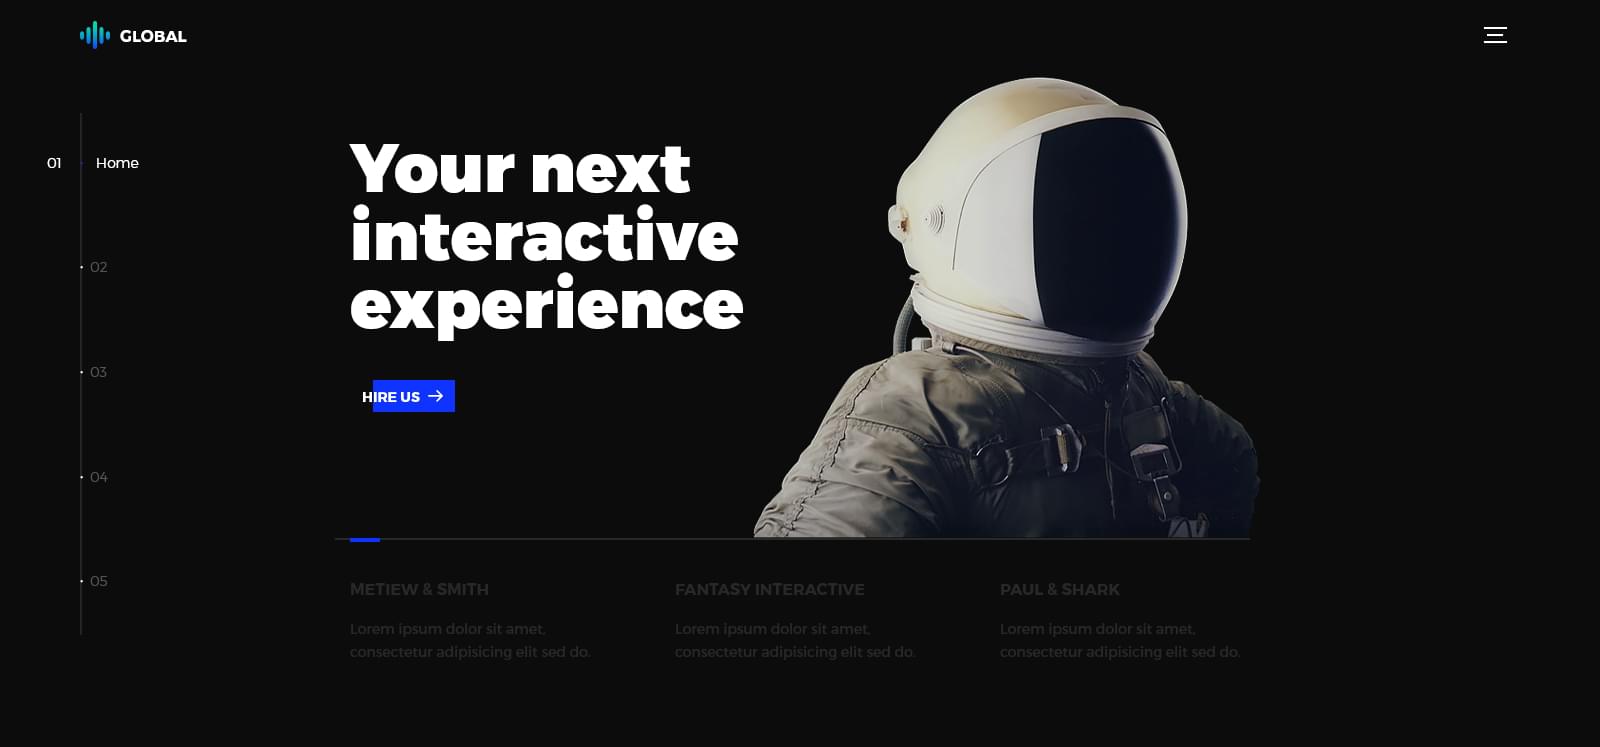 GLOBAL
01 Home
02
03
04
05
Your next
interactive
experience
HIRE US
METIEW & SMITH
Lorem ipsum dolor sit amet,
consectetur adipisicing elit sed do.
FANTASY INTERACTIVE
Lorem ipsum dolor sit amet,
consectetur adipisicing elit sed do.
PAUL & SHARK
Lorem ipsum dolor sit amet,
consectetur adipisicing elit sed do.